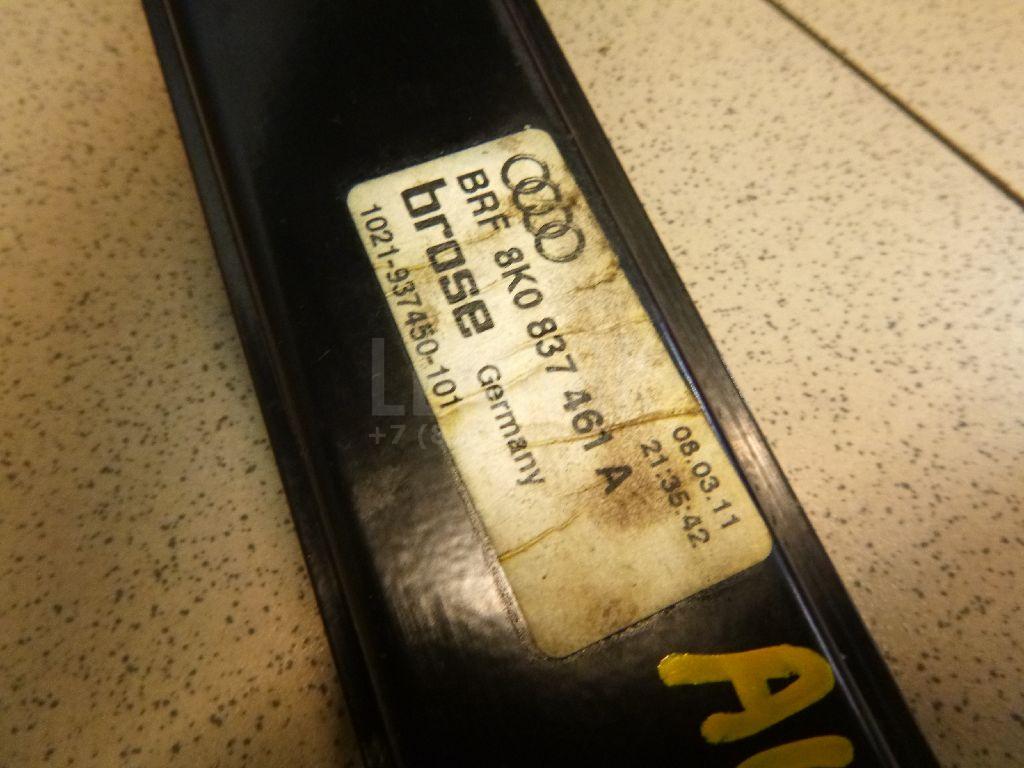 BRF 8K0 837 461 A
brose Germany
1021-937450-101
08.03.11
21:35:42